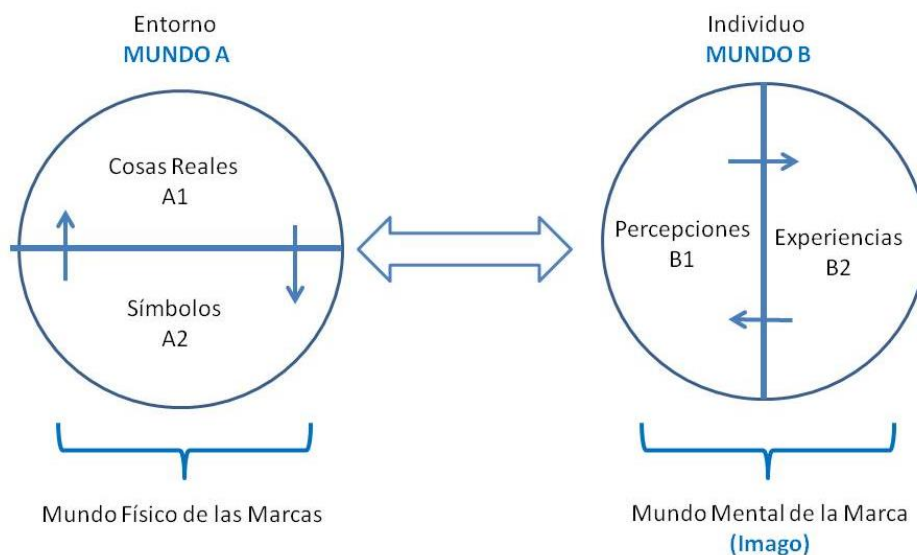 Entorno
MUNDO A
Cosas Reales
A1
Símbolos
A2
Mundo Físico de las Marcas
Individuo
MUNDO B
Percepciones
B1
Experiencias
B2
Mundo Mental de la Marca
(Imago)